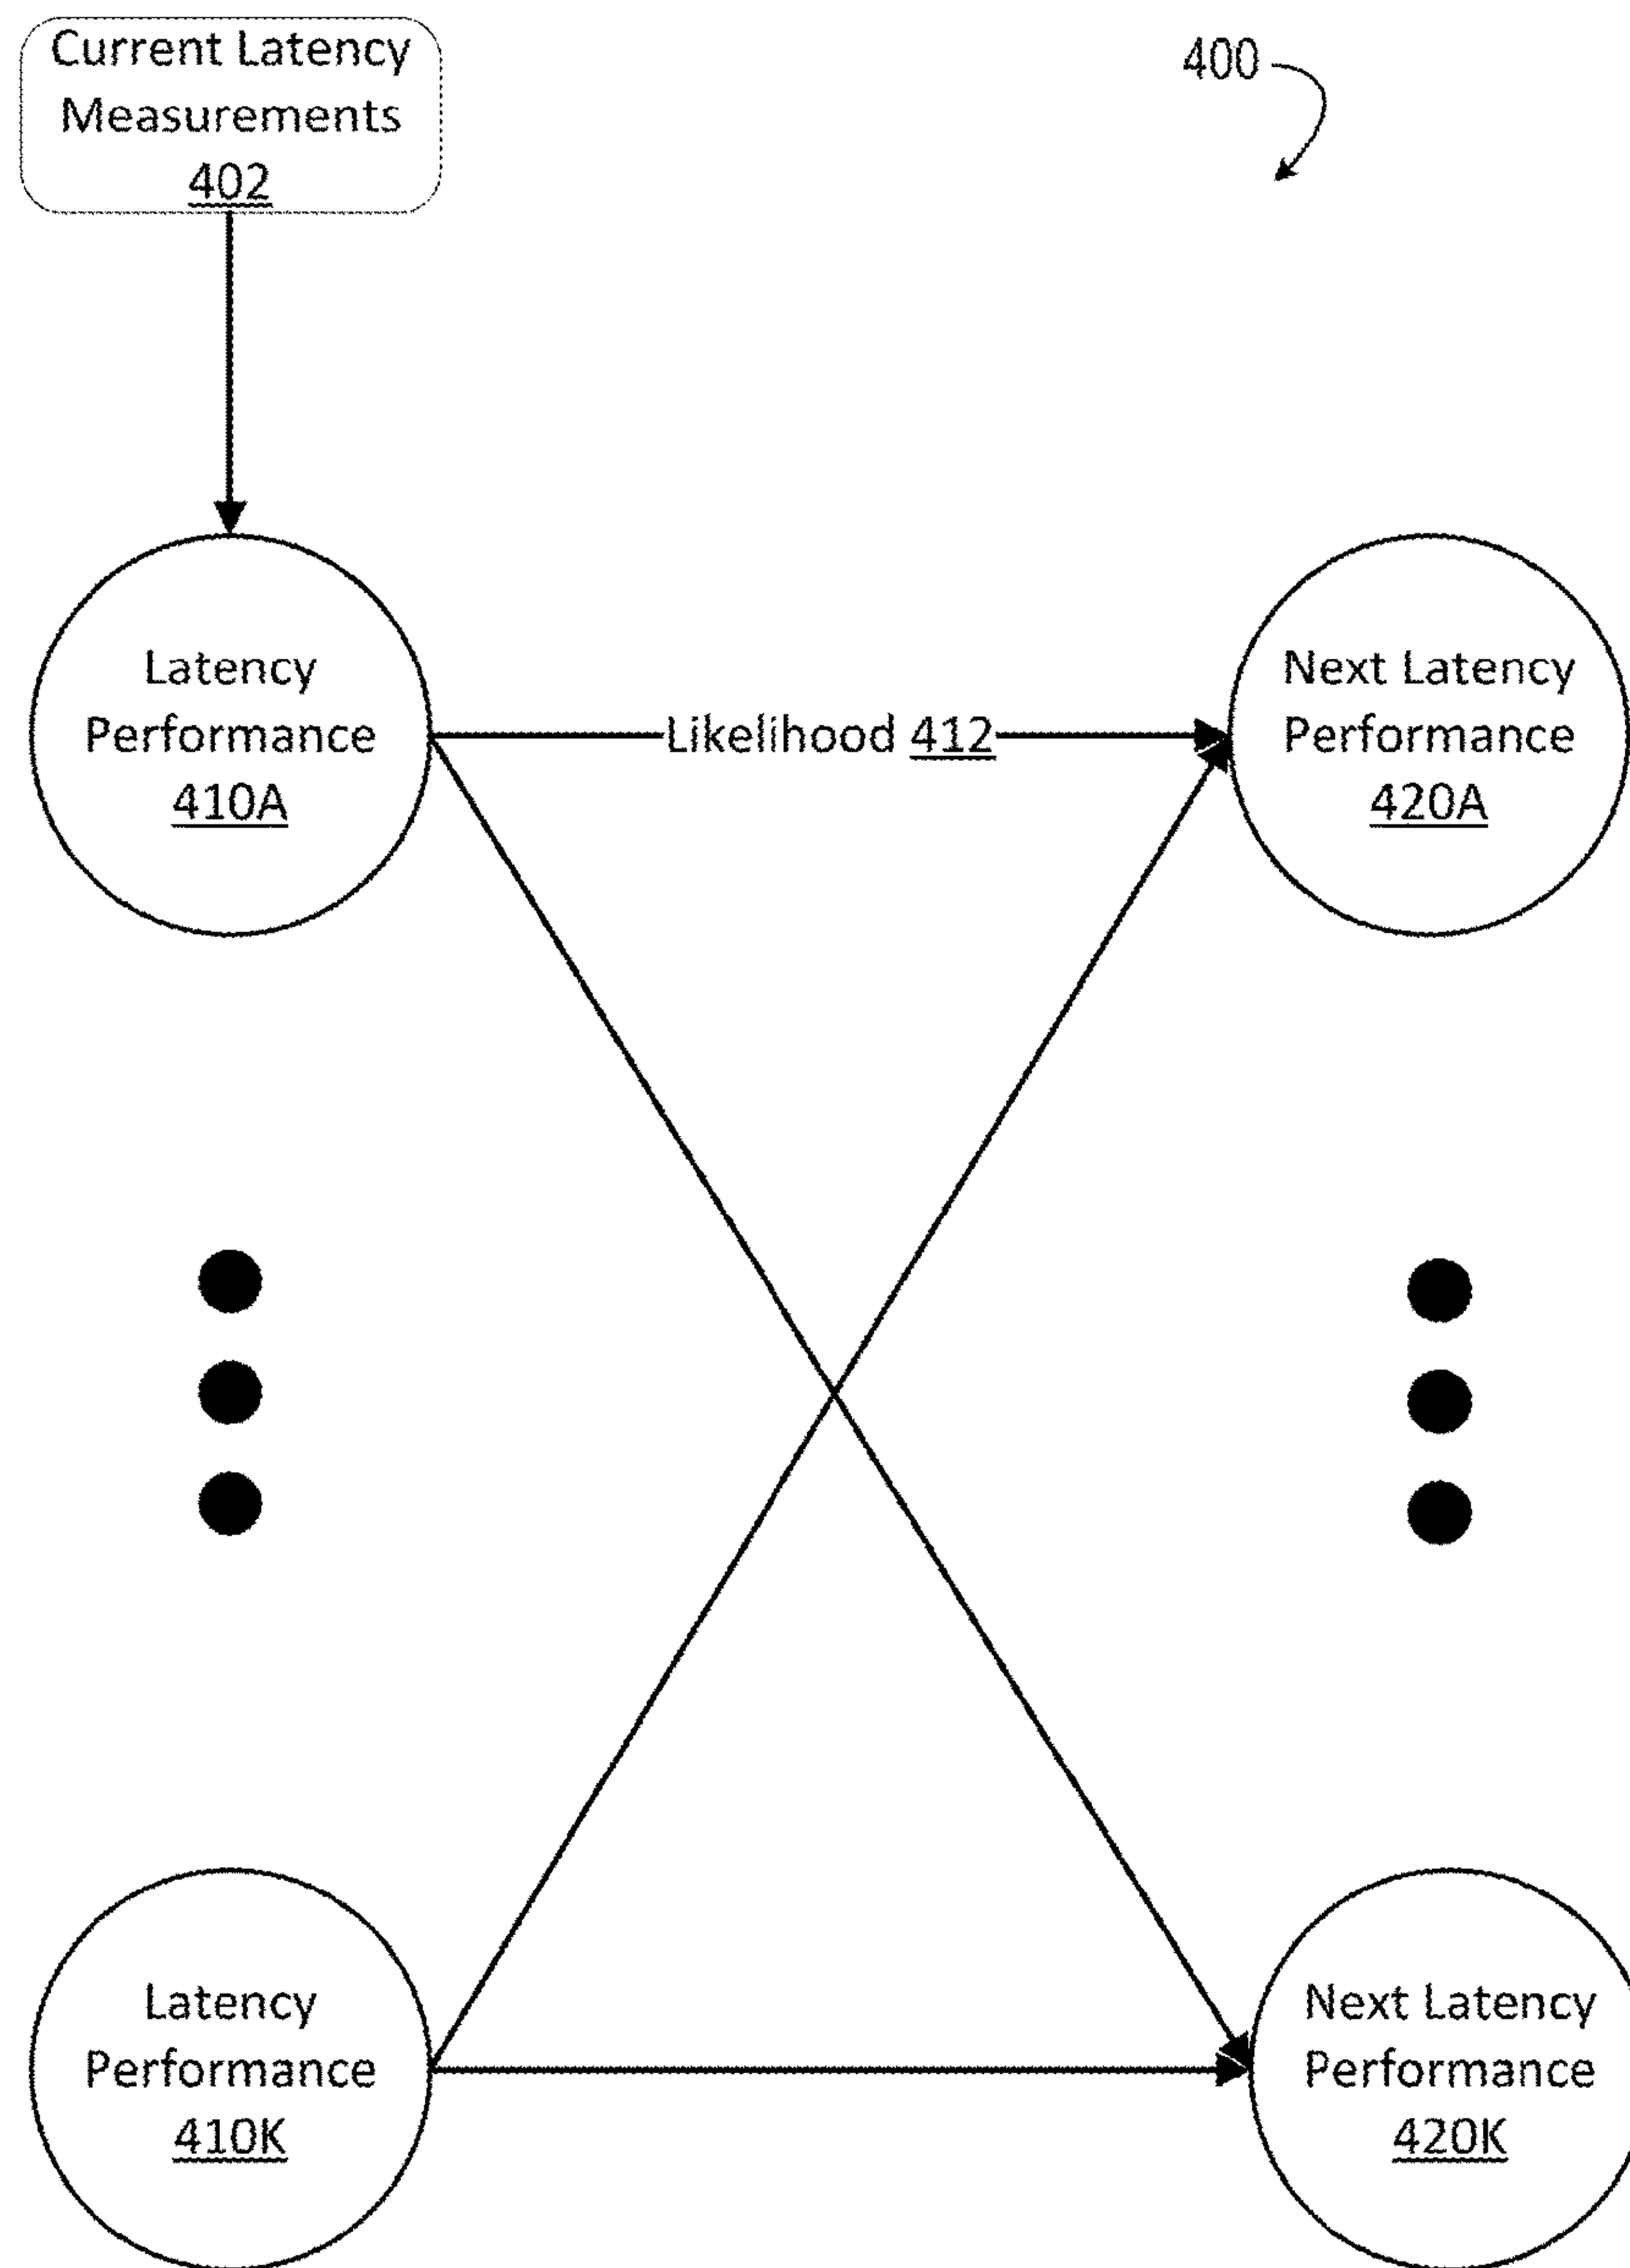 Current Latency
Measurements
402
400
Latency
Performance
410A
Likelihood 412
Next Latency
Performance
420A
Latency
Performance
410K
Next Latency
Performance
420K